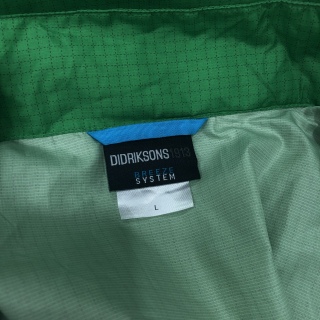 DIDRIKSONS1913
BREEZE
SYSTEM
L